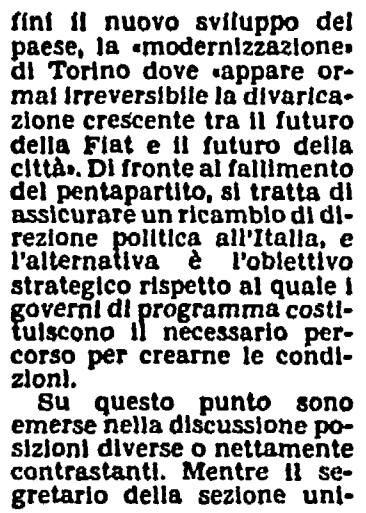 fini il nuovo sviluppo del
paese, la «modernizzazione»
di Torino dove «appare or-
mai irreversibile la divarica-
zione crescente tra il futuro
della Fiat e il futuro della
città». Di fronte al fallimento
del pentapartito, si tratta di
assicurare un ricambio di di-
rezione politica all'Italia, e
l'alternativa è l'obiettivo
strategico rispetto al quale i
governi di programma costi-
tuiscono il necessario per-
corso per crearne le condi-
zioni.
Su questo punto sono
emerse nella discussione po-
sizioni diverse o nettamente
contrastanti. Mentre il se-
gretario della sezione uni-